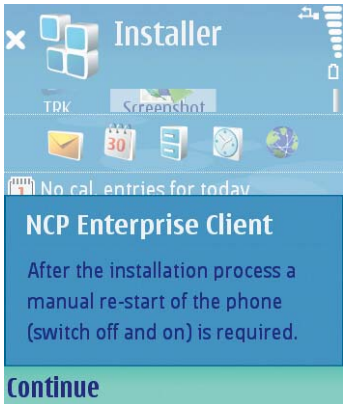 Installer
TRK Screenshot
30
1 No cal. entries for today
NCP Enterprise Client
After the installation process a
manual re-start of the phone
(switch off and on) is required.
Continue